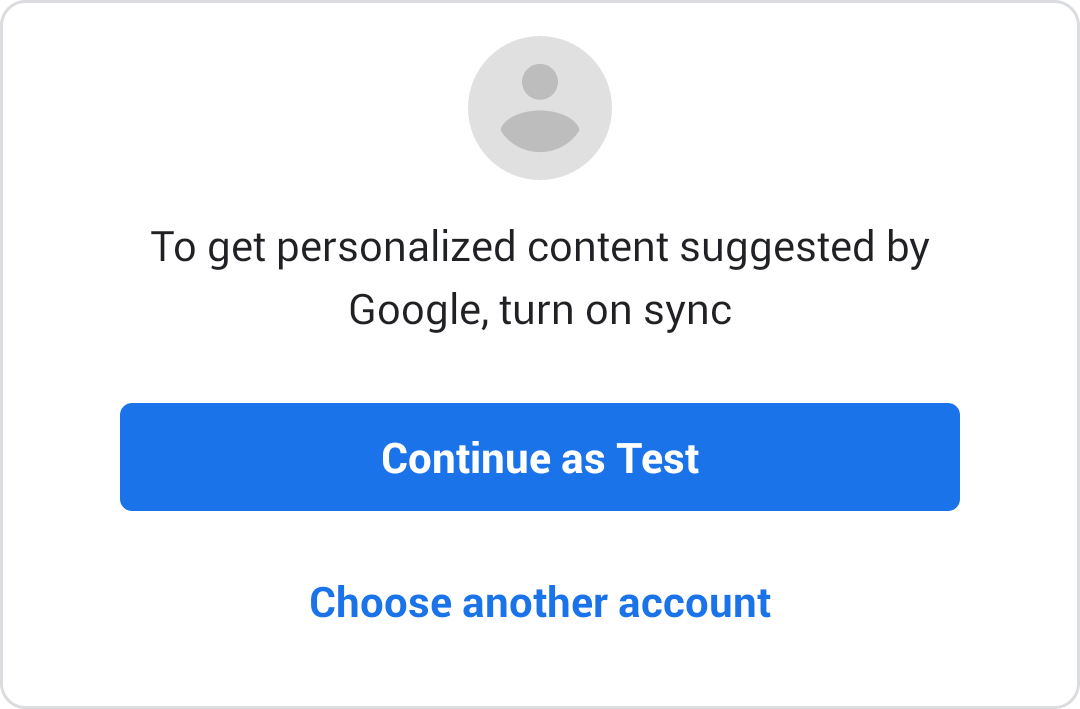 To get personalized content suggested by
Google, turn on sync
Continue as Test
Choose another account